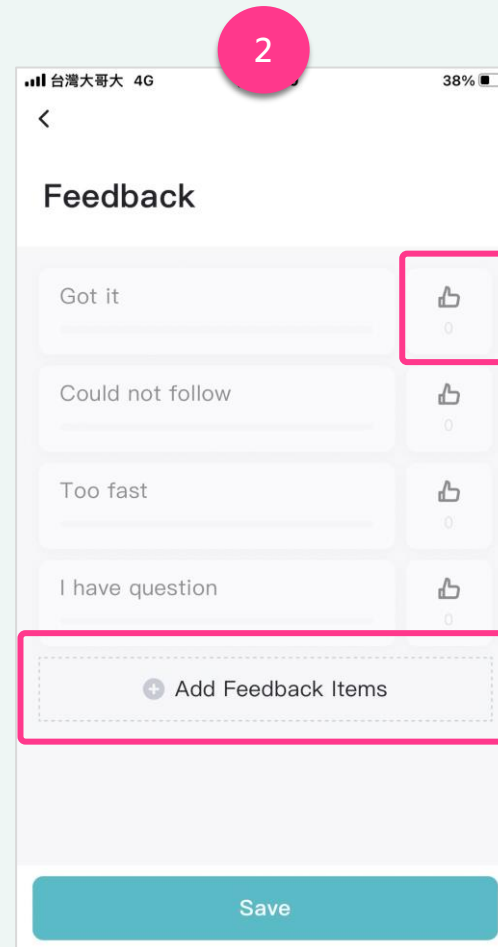 2
台灣大哥大 4G
38%
Feedback
Got it
0
Could not follow
0
Too fast
0
I have question
0
Add Feedback Items
Save